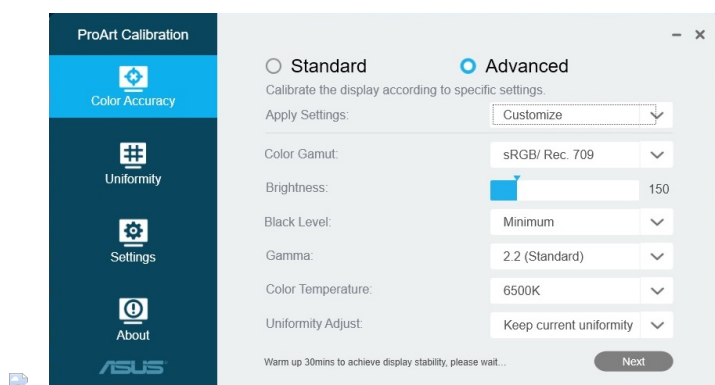 ProArt Calibration
Color Accuracy
Uniformity
Settings
About
ASUS
Standard
Advanced
Calibrate the display according to specific settings.
Apply Settings: Customize
Color Gamut: sRGB/ Rec. 709
Brightness: 150
Black Level: Minimum
Gamma: 2.2 (Standard)
Color Temperature: 6500K
Uniformity Adjust: Keep current uniformity
Warm up 30mins to achieve display stability, please wait...
Next